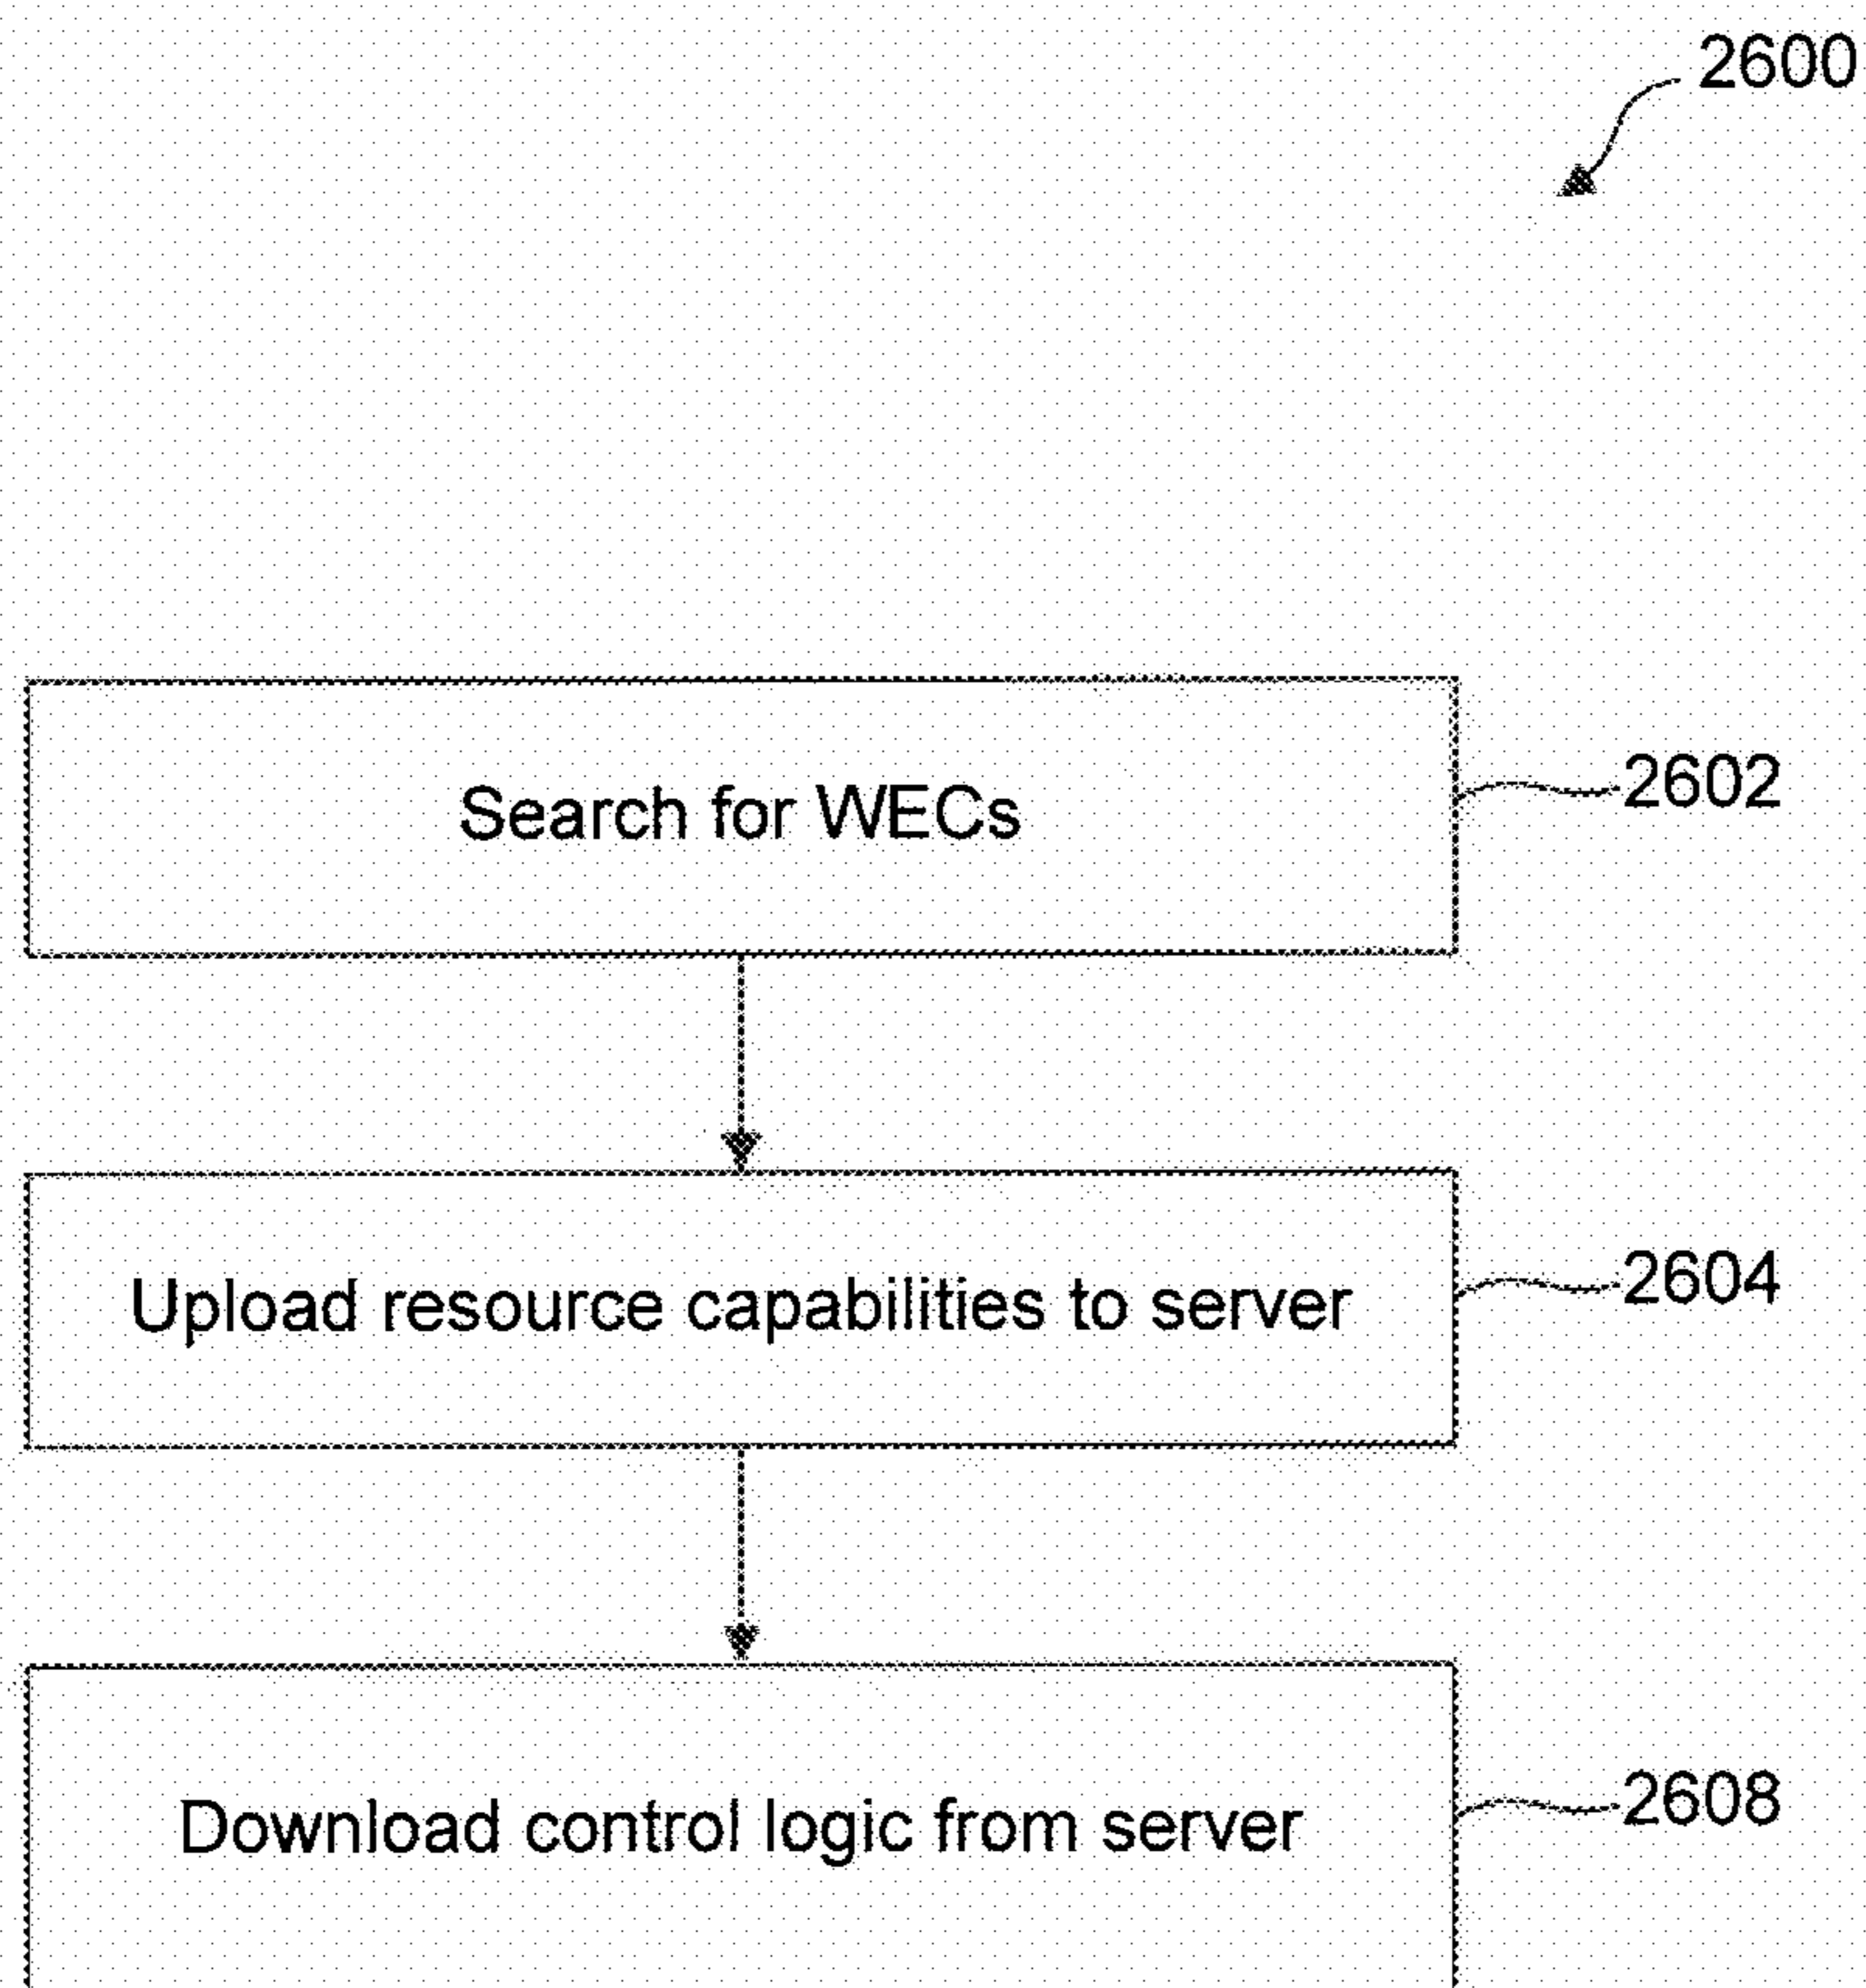 2600
Search for WECs
2602
Upload resource capabilities to server
2604
Download control logic from server
2608